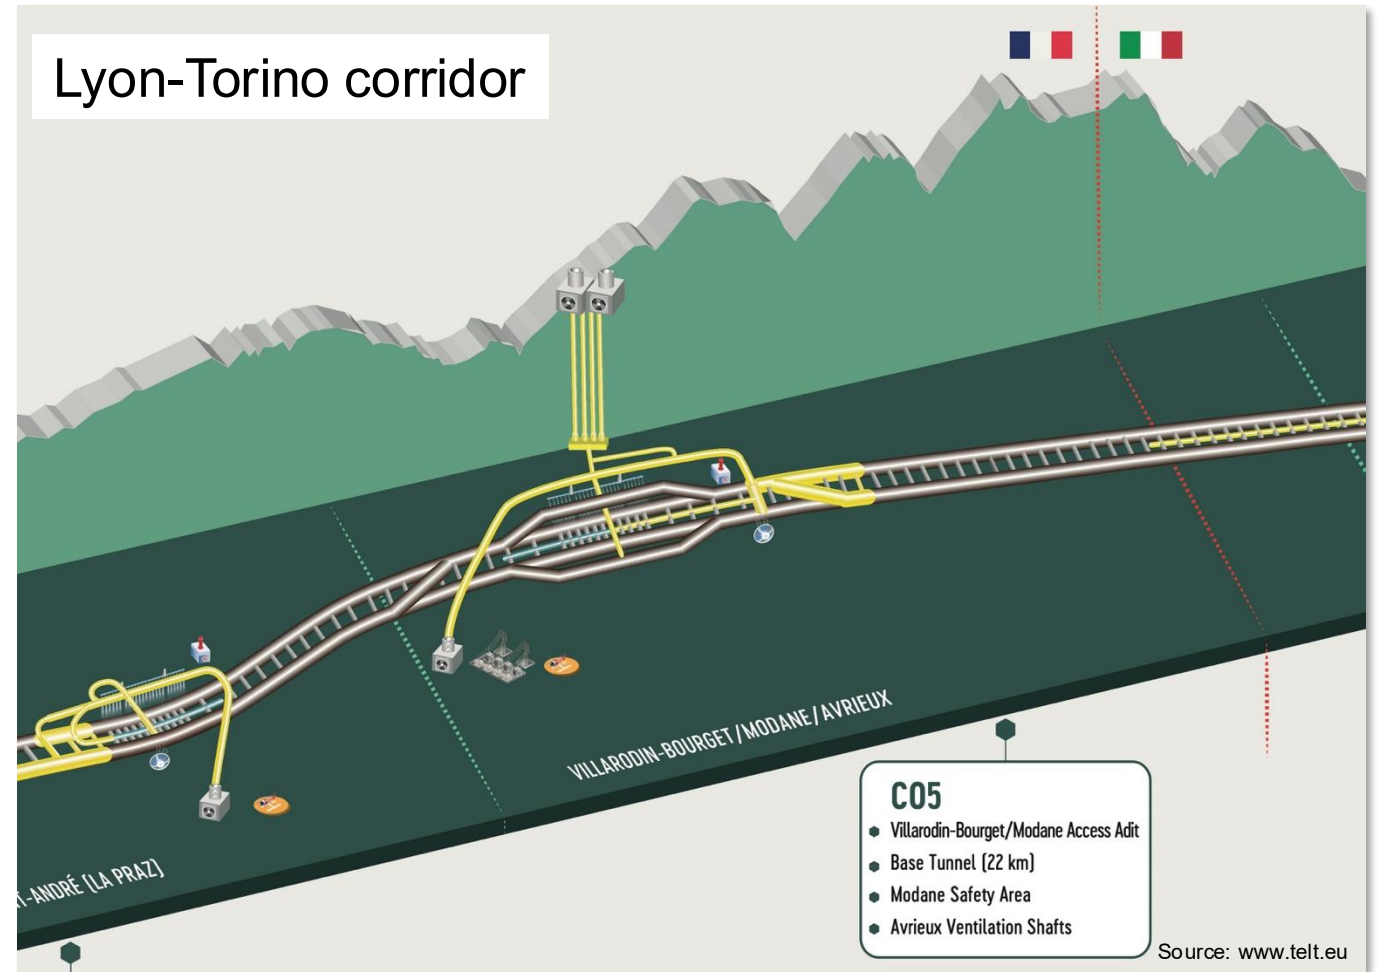 Lyon-Torino corridor
VILLARODIN-BOURGET/MODANE/AVRIEUX
T-ANDRÉ (LA PRAZ)
CO5
Villarodin-Bourget/Modane Access Adit
Base Tunnel (22 km)
Modane Safety Area
Avrieux Ventilation Shafts
Source: www.telt.eu